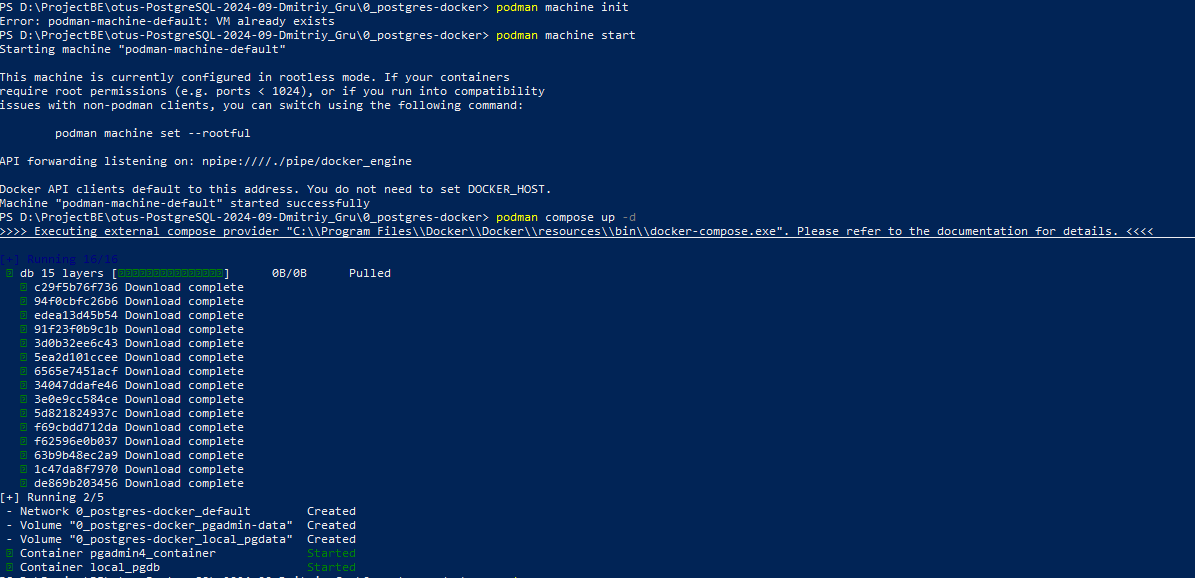 PS D:\ProjectBE\otus-PostgreSQL-2024-09-Dmitriy_Gru\0_postgres-docker> podman machine init
Error: podman-machine-default: VM already exists
PS D:\ProjectBE\otus-PostgreSQL-2024-09-Dmitriy_Gru\0_postgres-docker> podman machine start
Starting machine "podman-machine-default"
This machine is currently configured in rootless mode. If your containers
require root permissions (e.g. ports < 1024), or if you run into compatibility
issues with non-podman clients, you can switch using the following command:
podman machine set --rootful
API forwarding listening on: npipe:////./pipe/docker_engine
Docker API clients default to this address. You do not need to set DOCKER_HOST.
Machine "podman-machine-default" started successfully
PS D:\ProjectBE\otus-PostgreSQL-2024-09-Dmitriy_Gru\0_postgres-docker> podman compose up -d
>>>> Executing external compose provider "C:\\Program Files\\Docker\\Docker\\resources\\bin\\docker-compose.exe". Please refer to the documentation for details. <<<<
[+] Running 16/16
db 15 layers [ ] 0B/0B Pulled
c29f5b76f736 Download complete
94f0cbfc26b6 Download complete
edea13d45b54 Download complete
91f23f0b9c1b Download complete
3d0b32ee6c43 Download complete
5ea2d101ccee Download complete
6565e7451acf Download complete
34047ddafe46 Download complete
3e0e9cc584ce Download complete
5d821824937c Download complete
f69cbdd712da Download complete
f62596e0b037 Download complete
63b9b48ec2a9 Download complete
1c47da8f7970 Download complete
de869b203456 Download complete
[+] Running 2/5
- Network 0_postgres-docker_default Created
- Volume "0_postgres-docker_pgadmin-data" Created
- Volume "0_postgres-docker_local_pgdata" Created
Container pgadmin4_container Started
Container local_pgdb Started